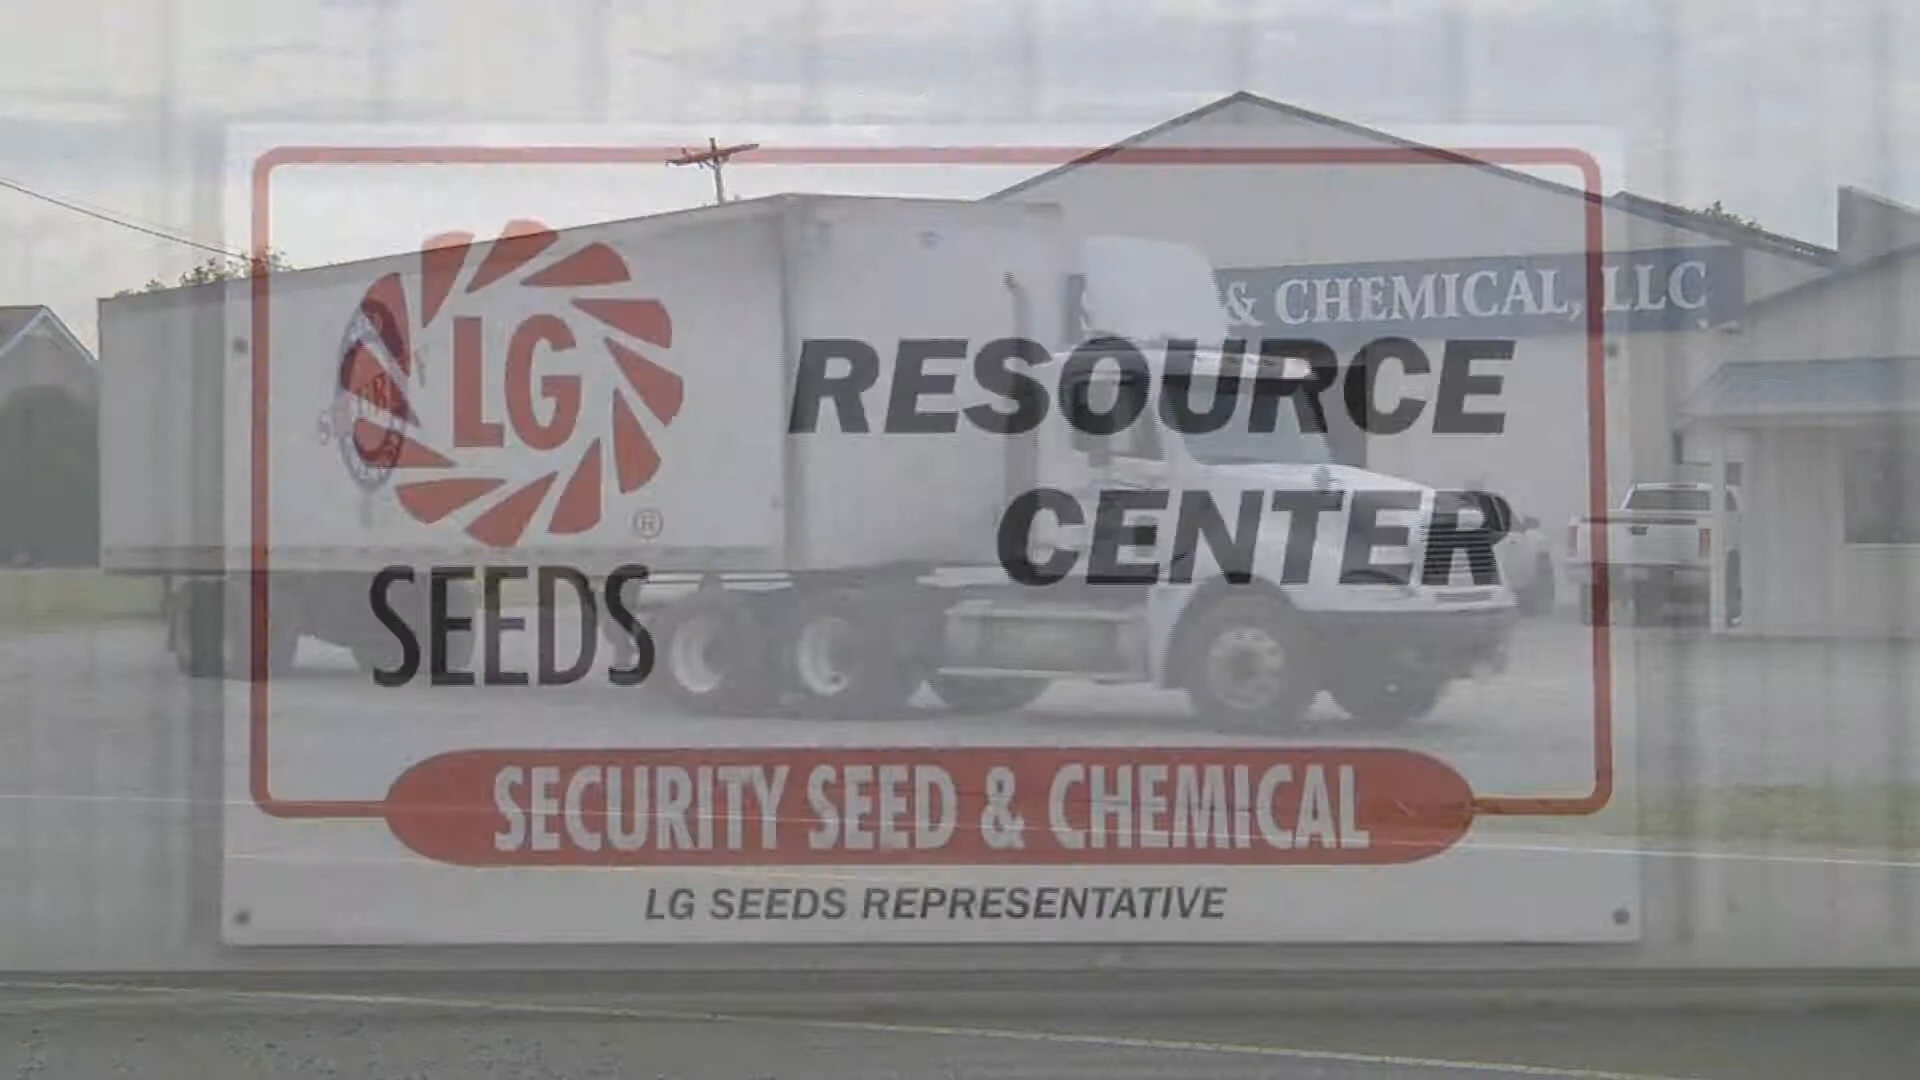 & CHEMICAL, LLC
LG
RESOURCE
CENTER
®
SEEDS
SECURITY SEED & CHEMICAL
LG SEEDS REPRESENTATIVE